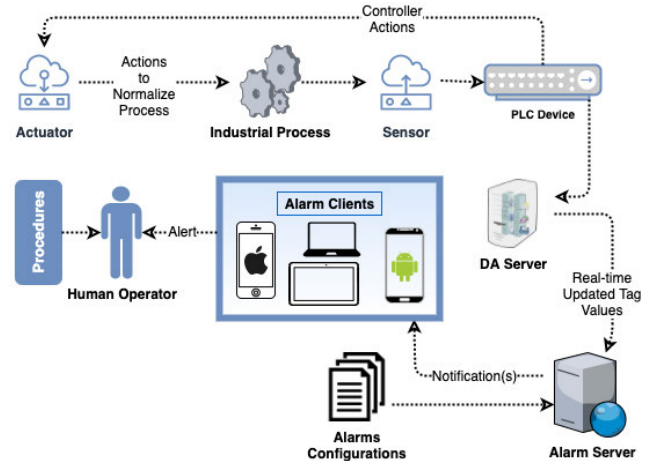 Controller
Actions
Actions
to
Normalize
Process
Actuator
Industrial Process
Sensor
PLC Device
Procedures
Human Operator
Alert
Alarm Clients
DA Server
Real-time
Updated Tag
Values
Notification(s)
Alarms
Configurations
Alarm Server